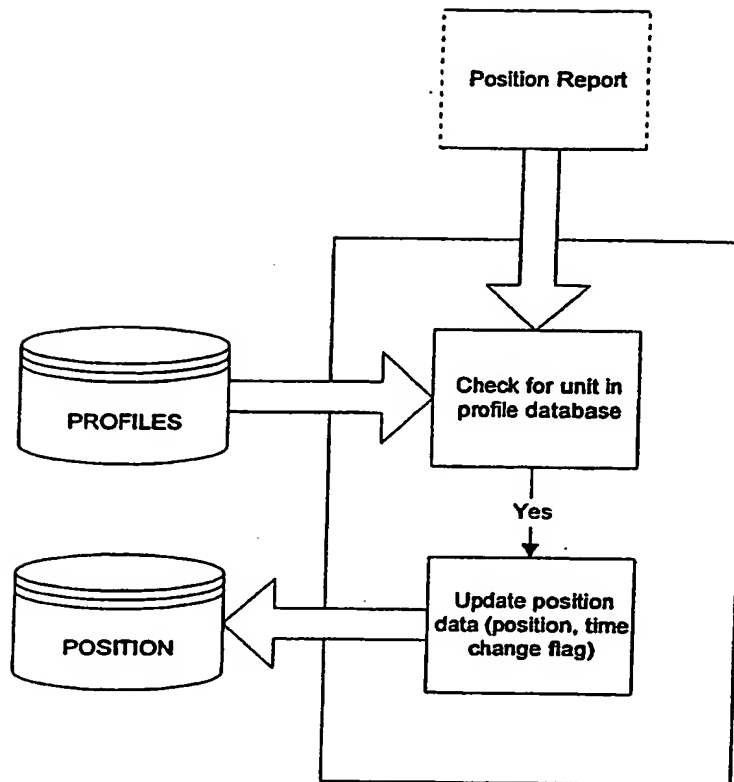 Position Report
Check for unit in
profile database
PROFILES
Yes
Update position
data (position, time
change flag)
POSITION